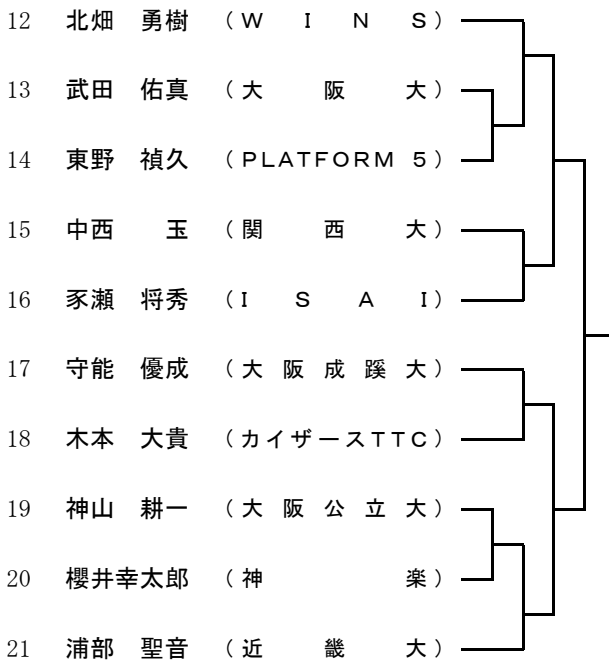 12 北畑 勇樹 （ＷＩＮＳ）
13 武田 佑真 （大阪大）
14 東野 禎久 （PLATFORM 5）
15 中西 玉 （関西大）
16 豕瀬 将秀 （ＩＳＡＩ）
17 守能 優成 （大阪成蹊大）
18 木本 大貴 （カイザースTTC）
19 神山 耕一 （大阪公立大）
20 櫻井幸太郎 （神楽）
21 浦部 聖音 （近畿大）